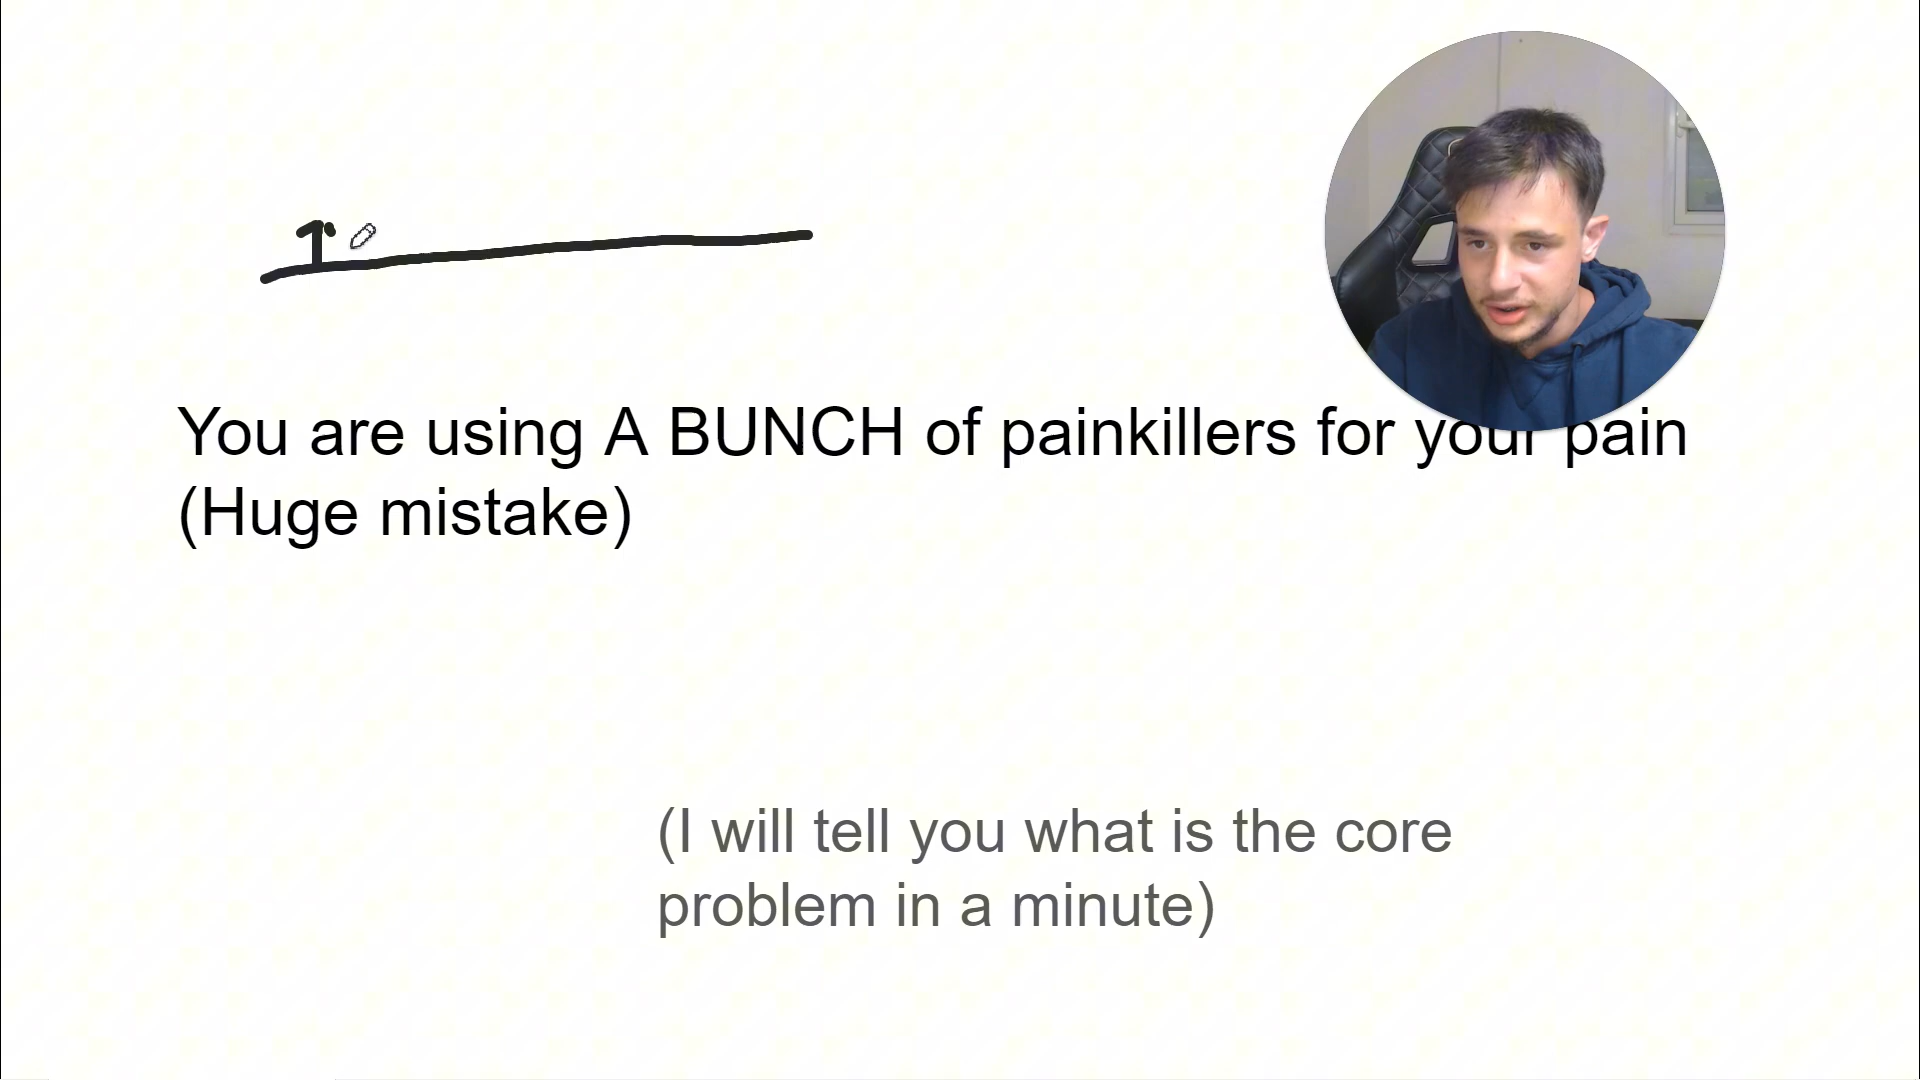 You are using A BUNCH of painkillers for your pain
(Huge mistake)
(I will tell you what is the core
problem in a minute)